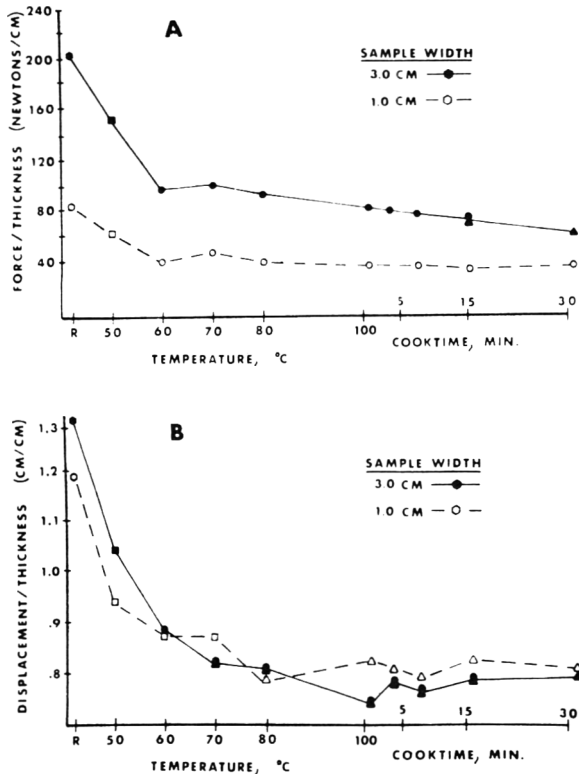 A
FORCE/THICKNESS (NEWTONS/CM)
240
200
160
120
80
40
SAMPLE WIDTH
3.0 CM
1.0 CM
5 15 30
R 50 60 70 80 100
TEMPERATURE, °C COOKTIME, MIN.
B
DISPLACEMENT/THICKNESS (CM/CM)
1.3
1.2
1.1
1.0
.9
.8
SAMPLE WIDTH
3.0 CM
1.0 CM
5 15 30
R 50 60 70 80 100
TEMPERATURE, °C COOKTIME, MIN.